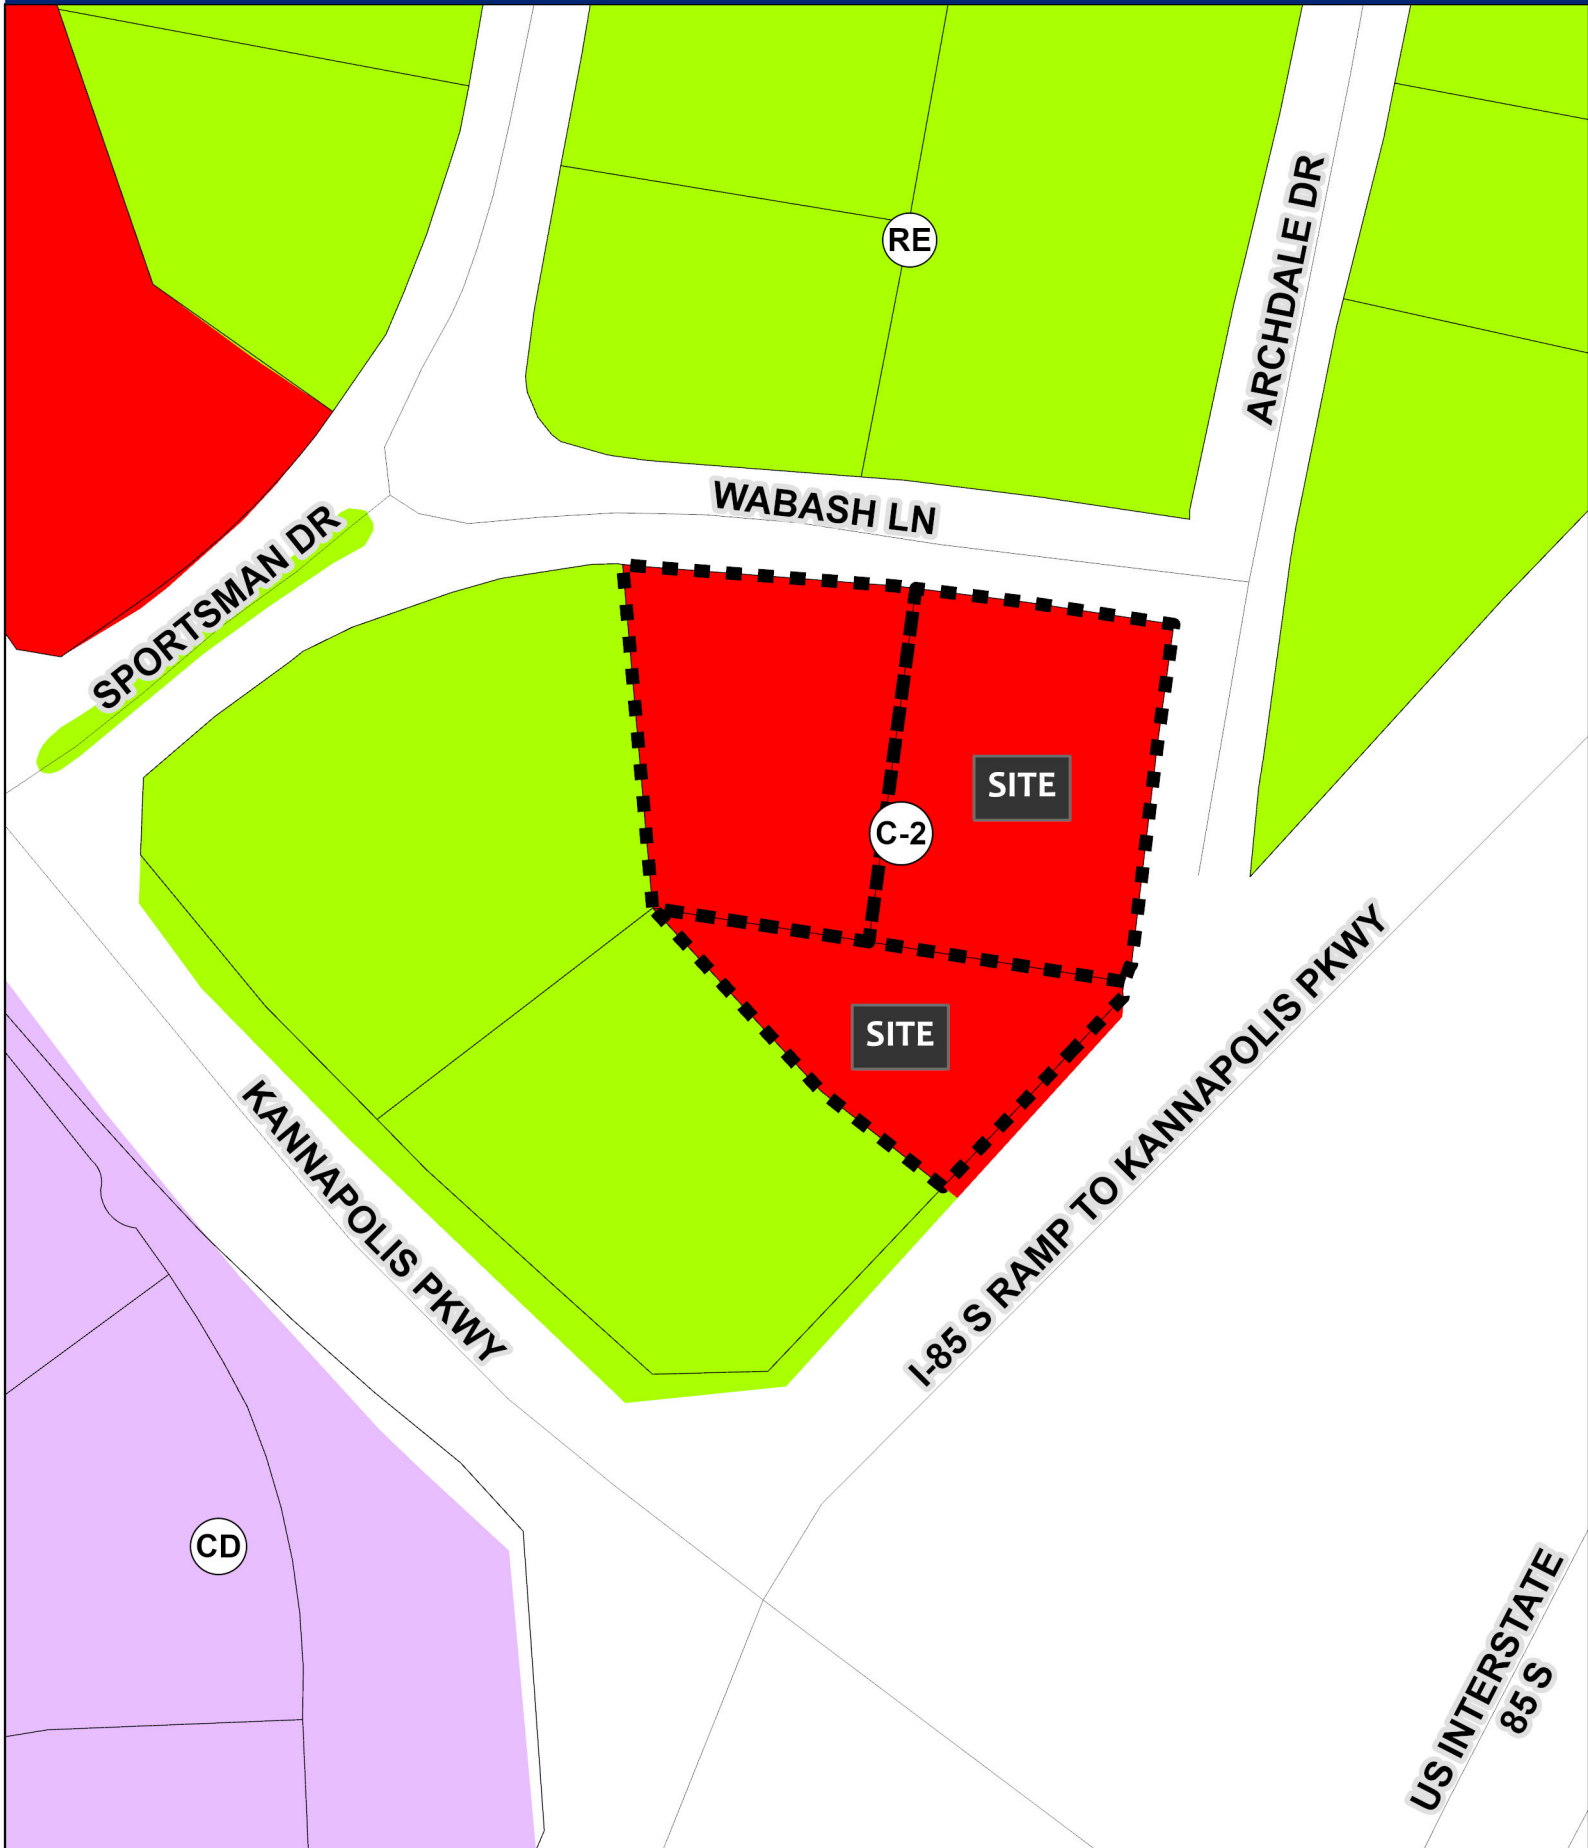 RE
ARCHDALE DR
WABASH LN
SPORTSMAN DR
SITE
C-2
SITE
KANNAPOLIS PKWY
I-85 S RAMP TO KANNAPOLIS PKWY
CD
US INTERSTATE
85 S